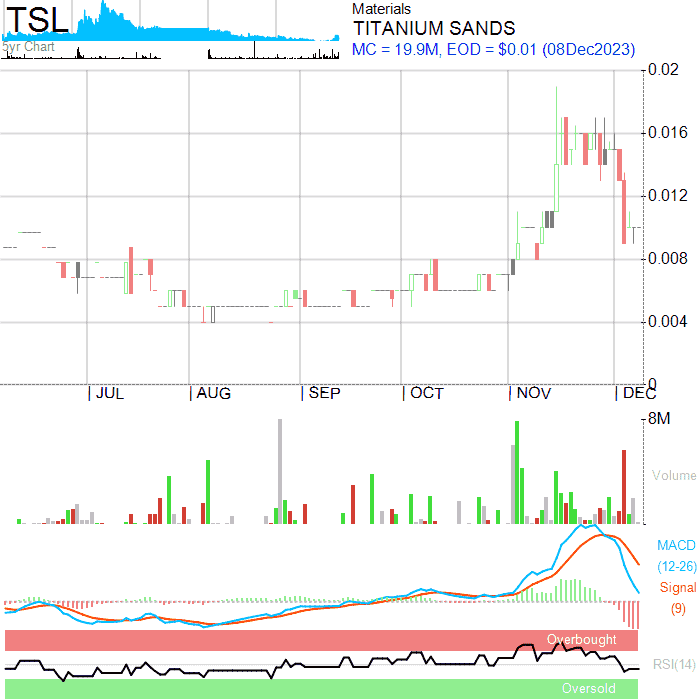 TSL
5yr Chart
Materials
TITANIUM SANDS
MC = 19.9M, EOD = $0.01 (08Dec2023)
0.02
0.016
0.012
0.008
0.004
0
JUL AUG SEP OCT NOV DEC
8M
Volume
MACD
(12-26)
Signal
(9)
Overbought
RSI(14)
Oversold